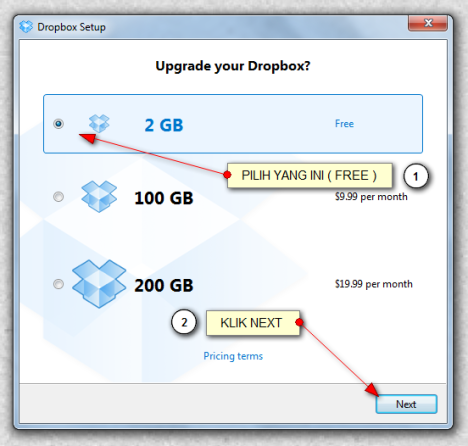 Dropbox Setup
Upgrade your Dropbox?
2 GB Free
PILIH YANG INI ( FREE ) 1
100 GB $9.99 per month
200 GB $19.99 per month
2 KLIK NEXT
Pricing terms
Next